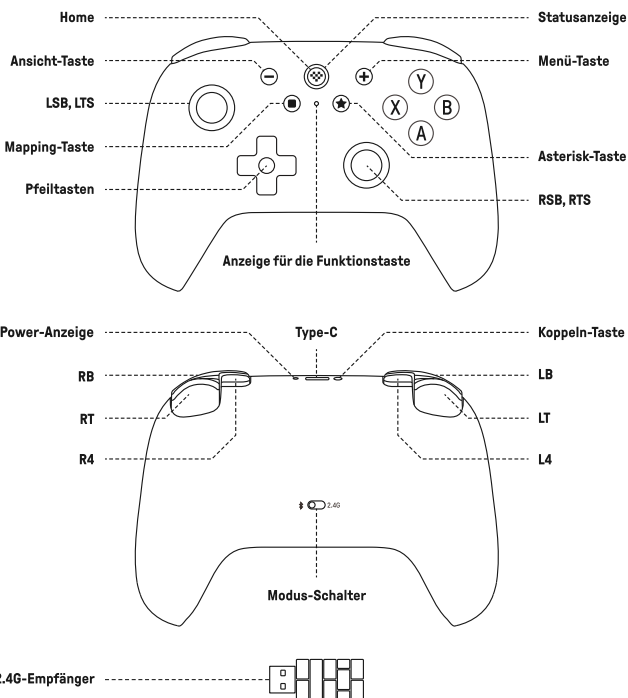 Home
Statusanzeige
Ansicht-Taste
Menü-Taste
Y
LSB, LTS
X
B
A
Mapping-Taste
Asterisk-Taste
Pfeiltasten
RSB, RTS
Anzeige für die Funktionstaste
Power-Anzeige
Type-C
Koppeln-Taste
RB
LB
RT
LT
R4
L4
2.4G
Modus-Schalter
2.4G-Empfänger